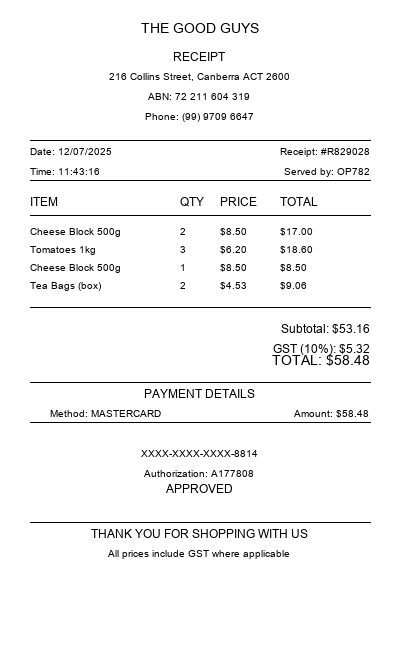 THE GOOD GUYS
RECEIPT
216 Collins Street, Canberra ACT 2600
ABN: 72 211 604 319
Phone: (99) 9709 6647
Date: 12/07/2025 Receipt: #R829028
Time: 11:43:16 Served by: OP782
ITEM QTY PRICE TOTAL
Cheese Block 500g 2 $8.50 $17.00
Tomatoes 1kg 3 $6.20 $18.60
Cheese Block 500g 1 $8.50 $8.50
Tea Bags (box) 2 $4.53 $9.06
Subtotal: $53.16
GST (10%): $5.32
TOTAL: $58.48
PAYMENT DETAILS
Method: MASTERCARD Amount: $58.48
XXXX-XXXX-XXXX-8814
Authorization: A177808
APPROVED
THANK YOU FOR SHOPPING WITH US
All prices include GST where applicable